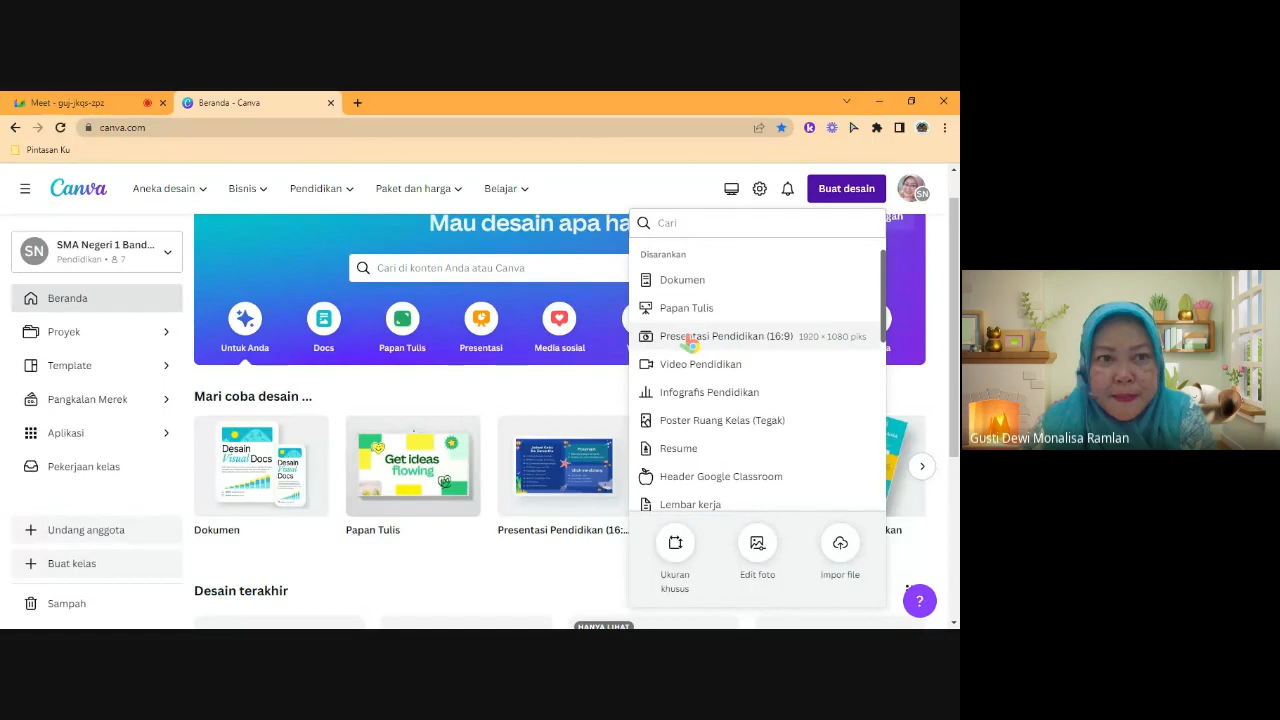 Meet - guj-jkqs-zpz
Beranda - Canva
canva.com
Pintasan Ku
Canva
Aneka desain
Bisnis
Pendidikan
Paket dan harga
Belajar
Buat desain
SN
SN
SMA Negeri 1 Band...
Pendidikan • 7
Beranda
Proyek
Template
Pangkalan Merek
Aplikasi
Pekerjaan kelas
Undang anggota
Buat kelas
Sampah
Mau desain apa ha
Cari di konten Anda atau Canva
Untuk Anda
Docs
Papan Tulis
Presentasi
Media sosial
Mari coba desain ...
Desain
Visual
Docs
Desain
Visual
Docs
Get ideas
flowing
Dokumen
Papan Tulis
Presentasi Pendidikan (16:...
Desain terakhir
HANYA LIHAT
Cari
Disarankan
Dokumen
Papan Tulis
Presentasi Pendidikan (16:9) 1920 × 1080 piks
Video Pendidikan
Infografis Pendidikan
Poster Ruang Kelas (Tegak)
Resume
Header Google Classroom
Lembar kerja
Ukuran
khusus
Edit foto
Impor file
?
Gusti Dewi Monalisa Ramlan